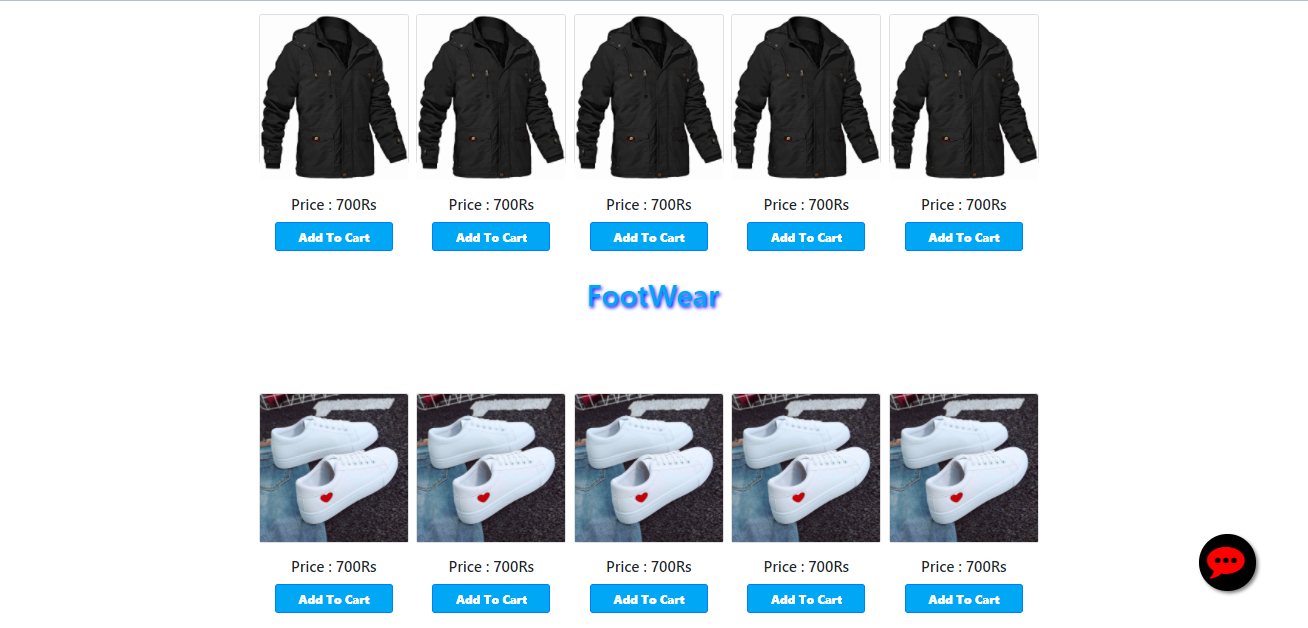 Price : 700Rs Price : 700Rs Price : 700Rs Price : 700Rs Price : 700Rs
Add To Cart Add To Cart Add To Cart Add To Cart Add To Cart
FootWear
Price : 700Rs Price : 700Rs Price : 700Rs Price : 700Rs Price : 700Rs
Add To Cart Add To Cart Add To Cart Add To Cart Add To Cart